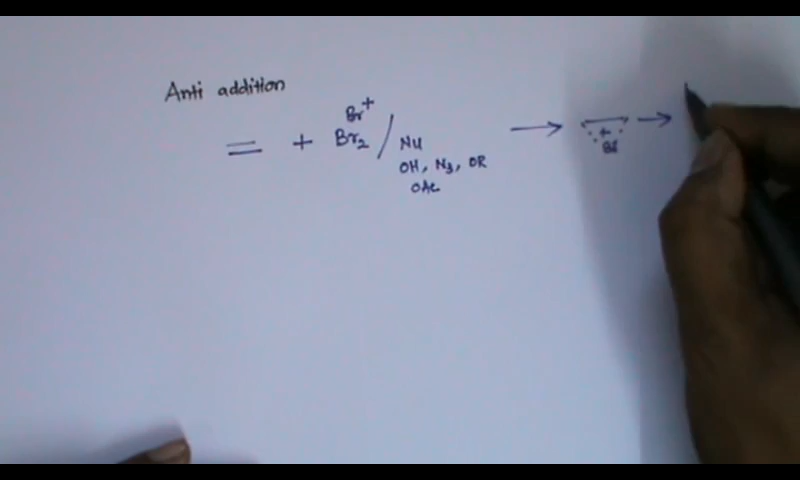 Anti addition
Br+
= + Br2 / Nu → + →
OH, N3, OR Br
OAc